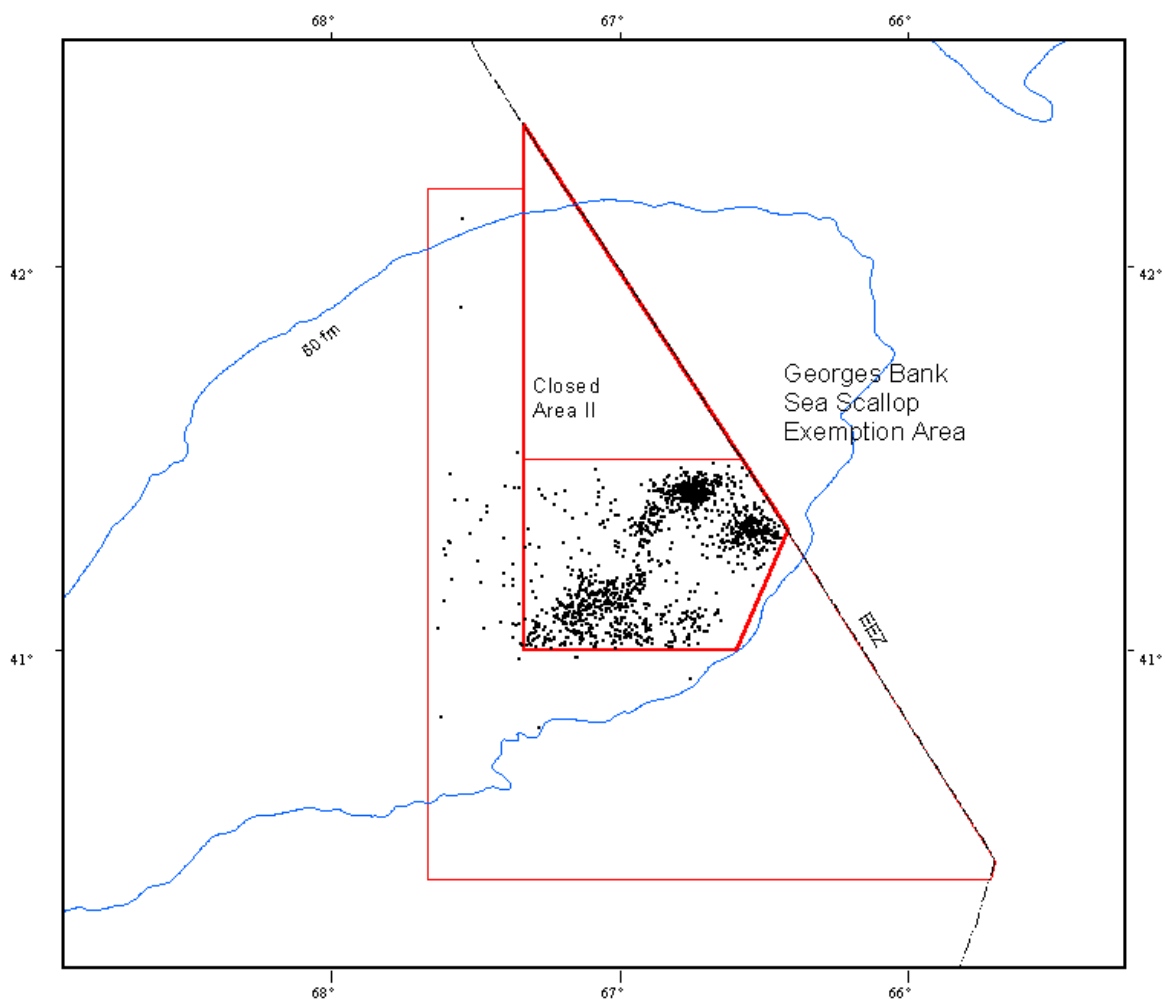 68° 67° 66°
42° 42°
60 fm
Closed
Area II
Georges Bank
Sea Scallop
Exemption Area
EEZ
41° 41°
68° 67° 66°